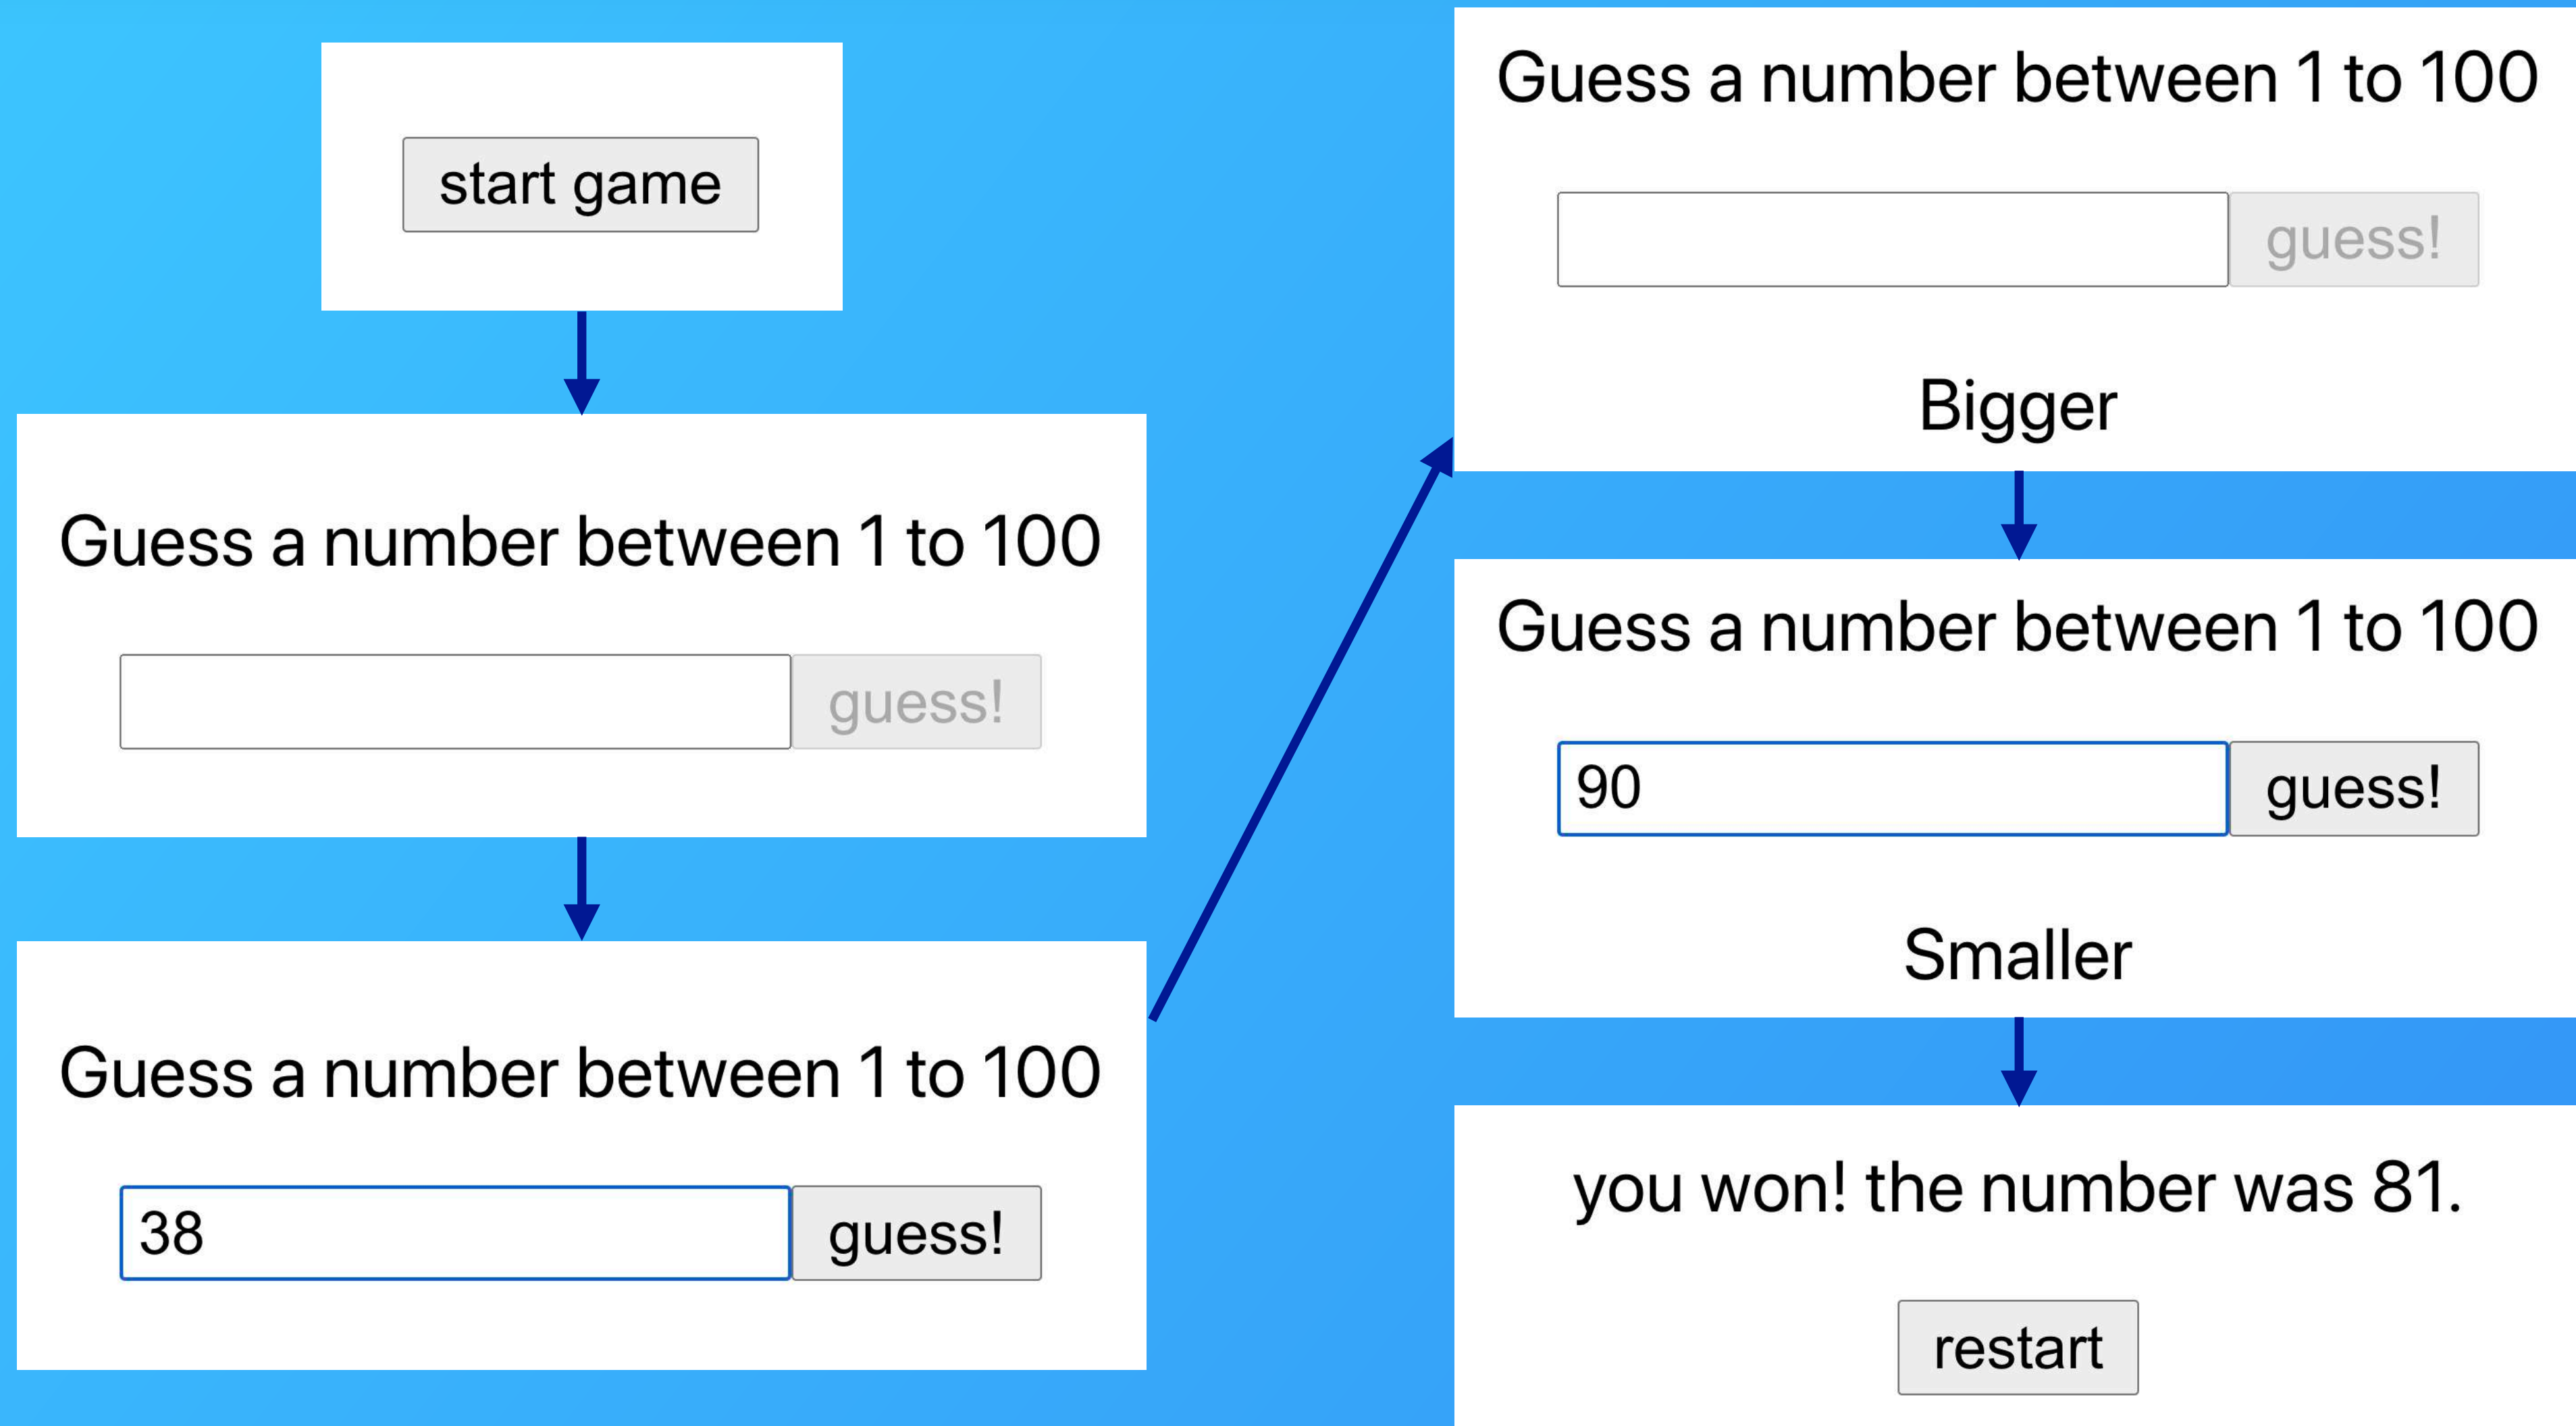 start game
Guess a number between 1 to 100
guess!
Guess a number between 1 to 100
38 guess!
Guess a number between 1 to 100
guess!
Bigger
Guess a number between 1 to 100
90 guess!
Smaller
you won! the number was 81.
restart